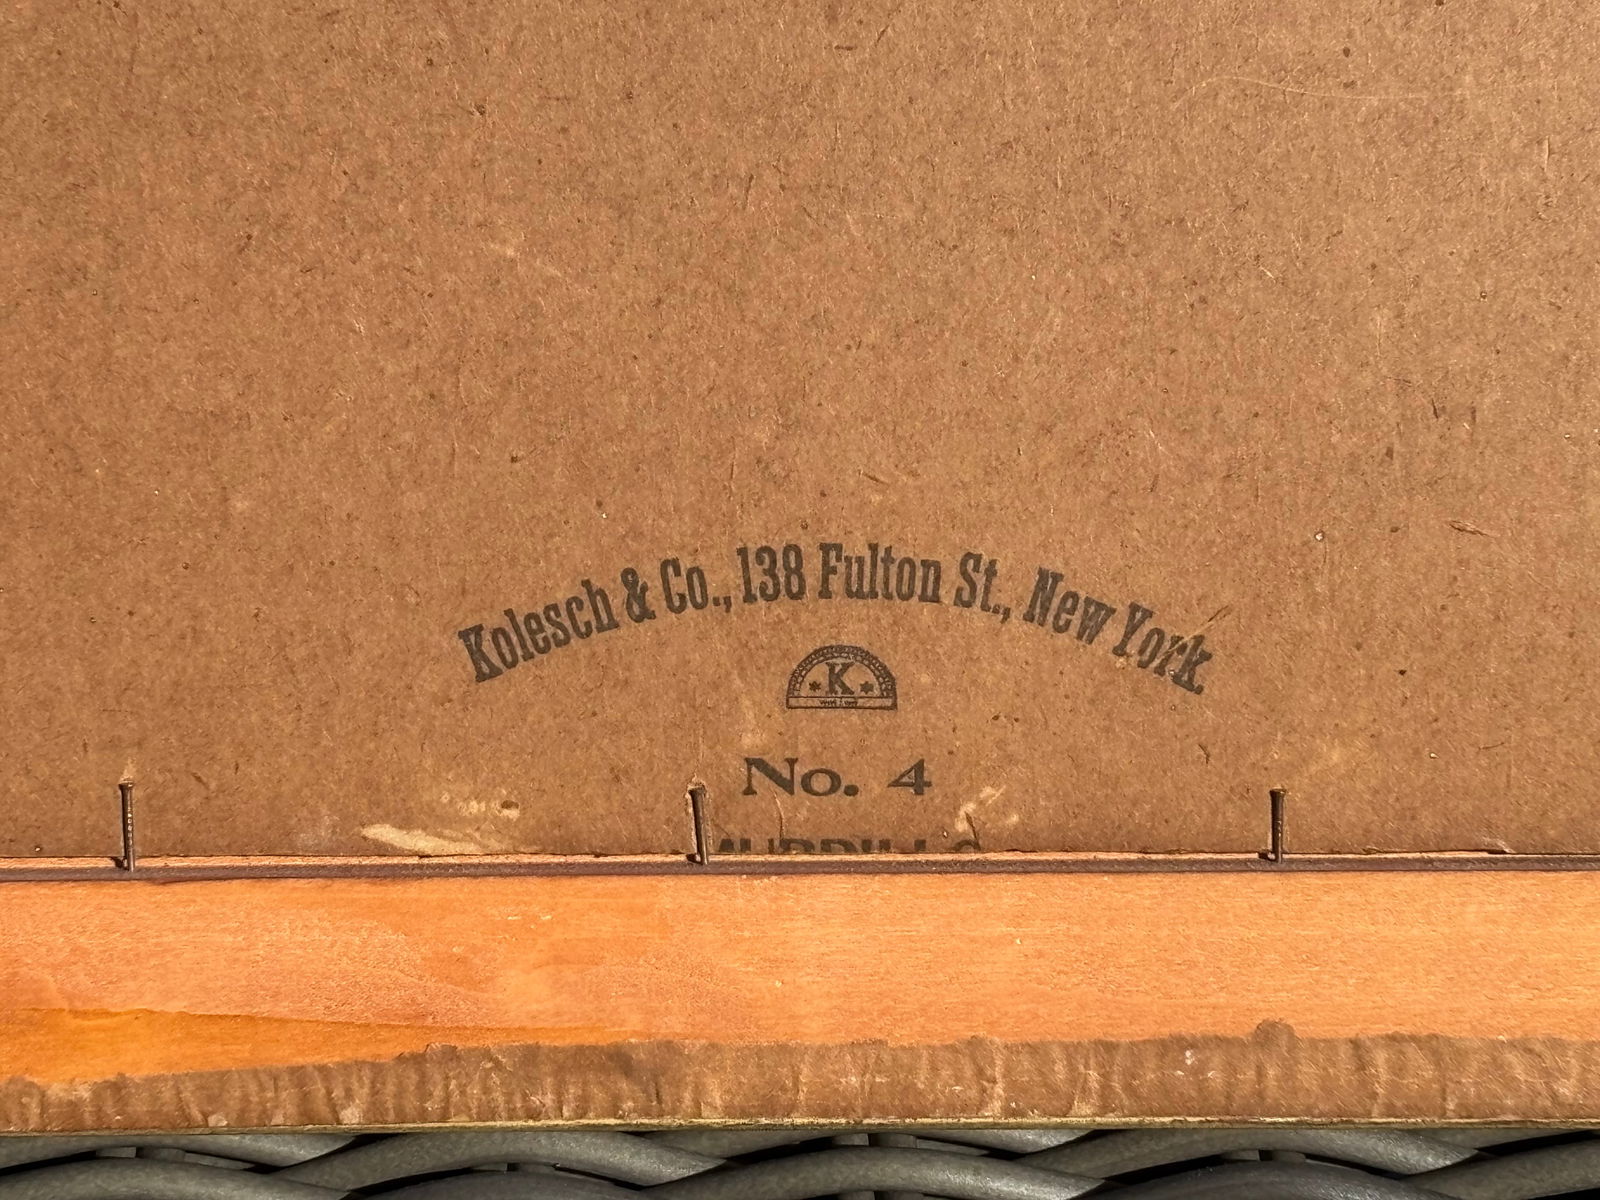 Kolesch & Co., 138 Fulton St., New York.
K
No. 4